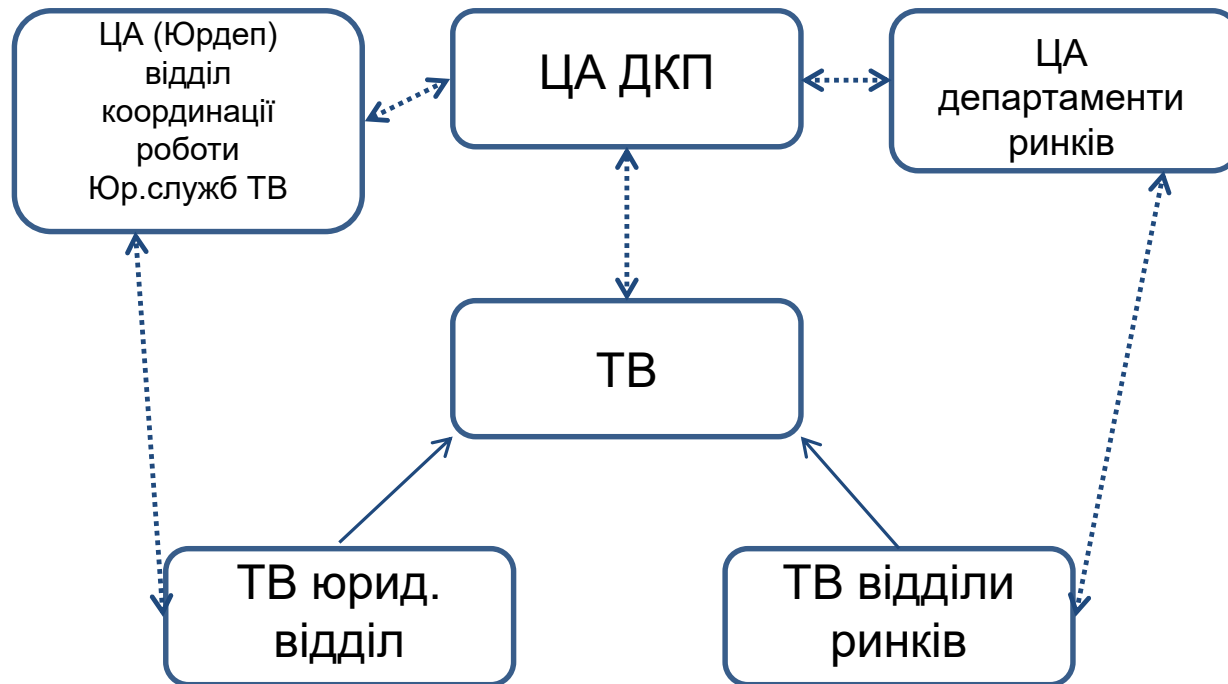 ЦА (Юрдеп)
відділ
координації
роботи
Юр.служб ТВ
ЦА ДКП
ЦА
департаменти
ринків
ТВ
ТВ юрид.
відділ
ТВ відділи
ринків